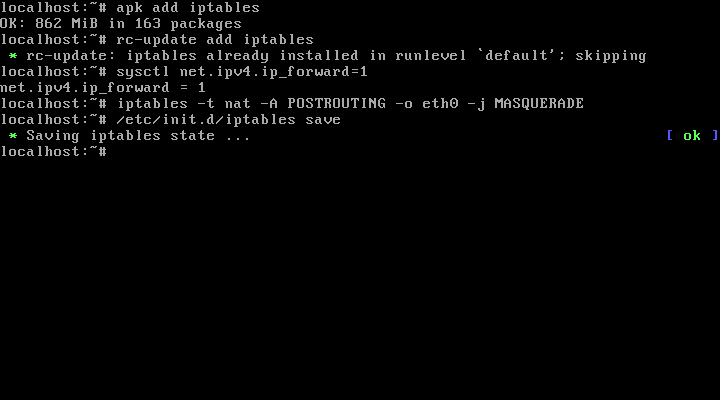 localhost:~# apk add iptables
OK: 862 MiB in 163 packages
localhost:~# rc-update add iptables
 * rc-update: iptables already installed in runlevel `default'; skipping
localhost:~# sysctl net.ipv4.ip_forward=1
net.ipv4.ip_forward = 1
localhost:~# iptables -t nat -A POSTROUTING -o eth0 -j MASQUERADE
localhost:~# /etc/init.d/iptables save
 * Saving iptables state ... [ ok ]
localhost:~#